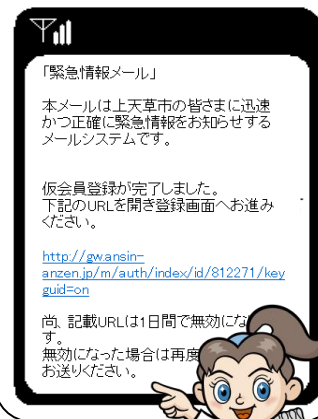 「緊急情報メール」
本メールは上天草市の皆さまに迅速
かつ正確に緊急情報をお知らせする
メールシステムです。
仮会員登録が完了しました。
下記のURLを開き登録画面へお進み
ください。
http://gw.ansin-
anzen.jp/m/auth/index/id/812271/key
guid=on
尚、記載URLは1日間で無効にな
す。
無効になった場合は再度
お送りください。